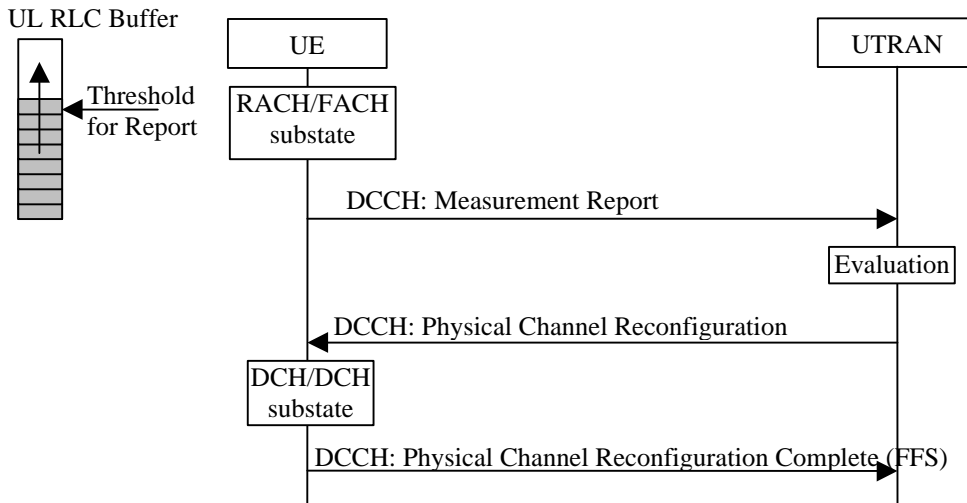 UL RLC Buffer
UE
UTRAN
Threshold
for Report
RACH/FACH
substate
DCCH: Measurement Report
Evaluation
DCCH: Physical Channel Reconfiguration
DCH/DCH
substate
DCCH: Physical Channel Reconfiguration Complete (FFS)